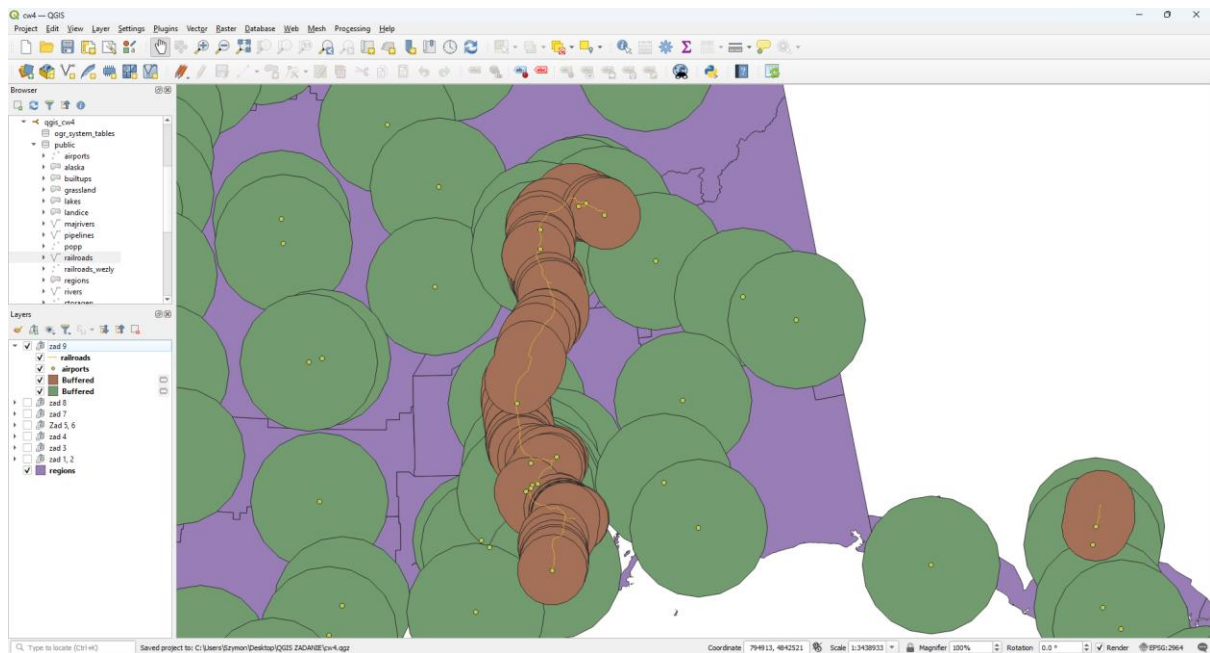 cw4 — QGIS
Project Edit View Layer Settings Plugins Vector Raster Database Web Mesh Processing Help
Browser
qgis_cw4
ogr_system_tables
public
airports
alaska
builtups
grassland
lakes
landice
majrivers
pipelines
popp
railroads
railroads_wezly
regions
rivers
storagep
Layers
zad 9
railroads
airports
Buffered
Buffered
zad 8
zad 7
Zad 5, 6
zad 4
zad 3
zad 1, 2
regions
Type to locate (Ctrl+K) Saved project to: C:\Users\Szymon\Desktop\QGIS ZADANIE\cw4.qgz Coordinate 794913, 4842521 Scale 1:3438933 Magnifier 100% Rotation 0.0 ° Render EPSG:2964